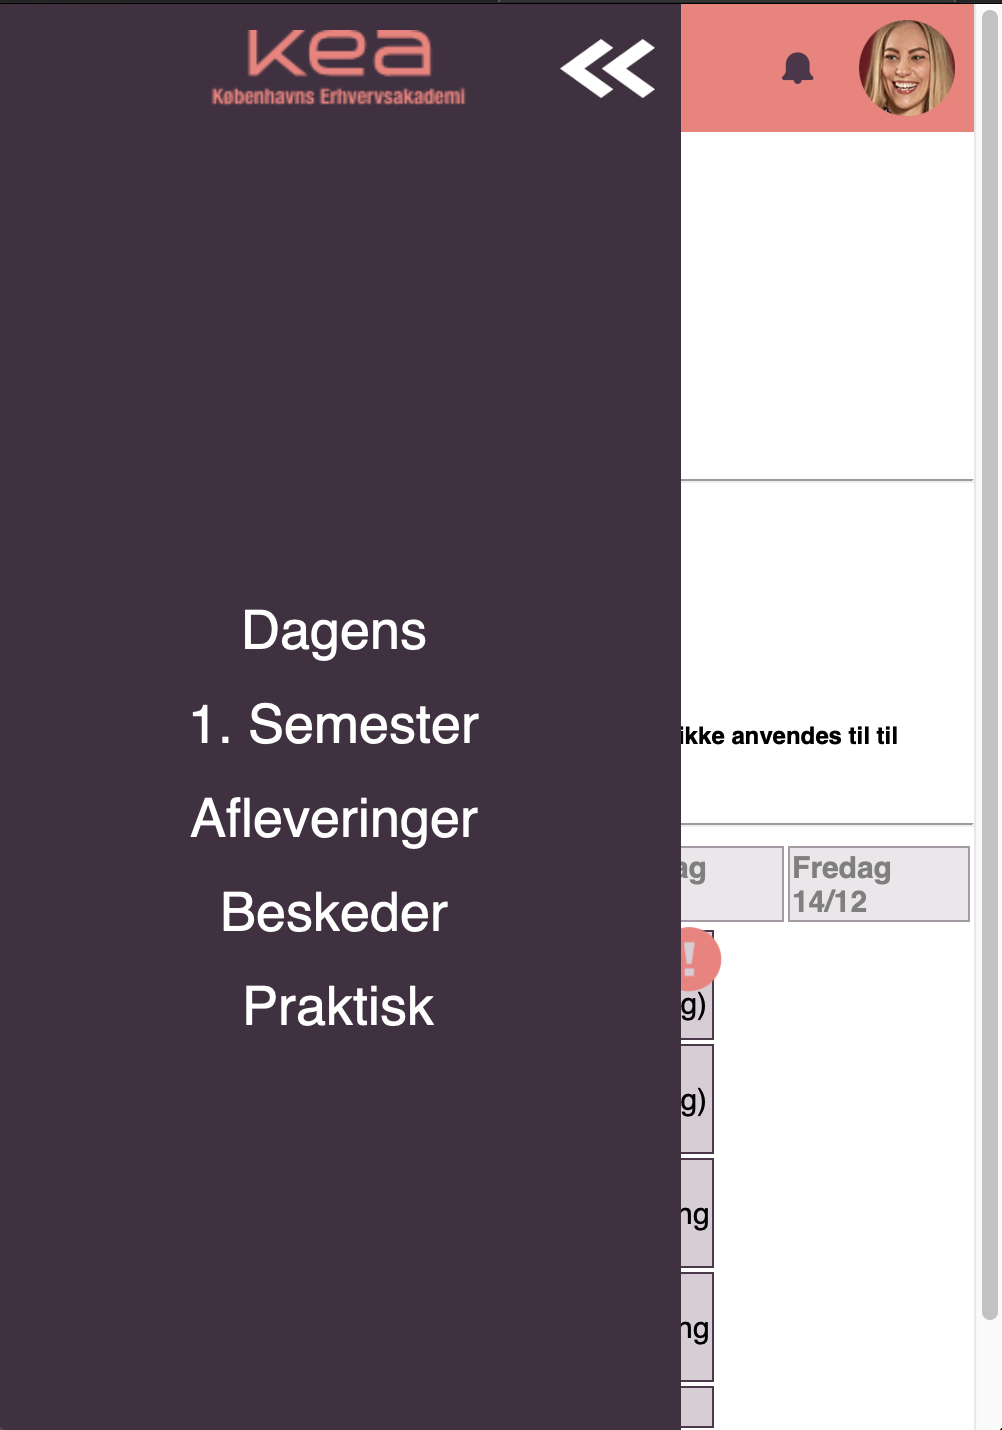 kea
Københavns Erhvervsakademi
Dagens
1. Semester
Afleveringer
Beskeder
Praktisk
ikke anvendes til til
ag
Fredag
14/12
!
g)
g)
ng
ng